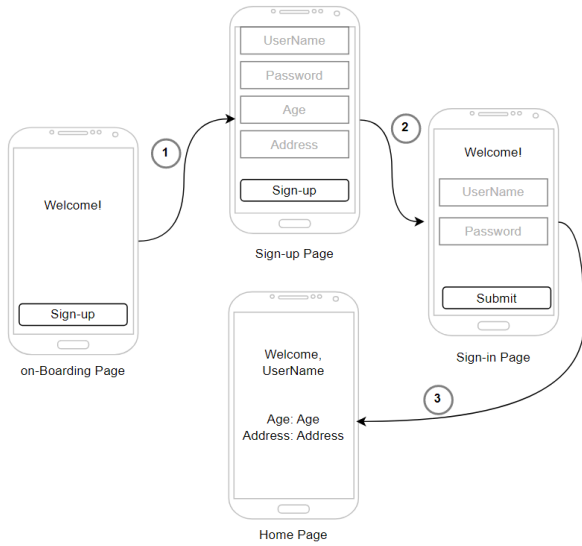 Welcome!
Sign-up
on-Boarding Page
1
UserName
Password
Age
Address
Sign-up
Sign-up Page
2
Welcome!
UserName
Password
Submit
Sign-in Page
3
Welcome,
UserName
Age: Age
Address: Address
Home Page